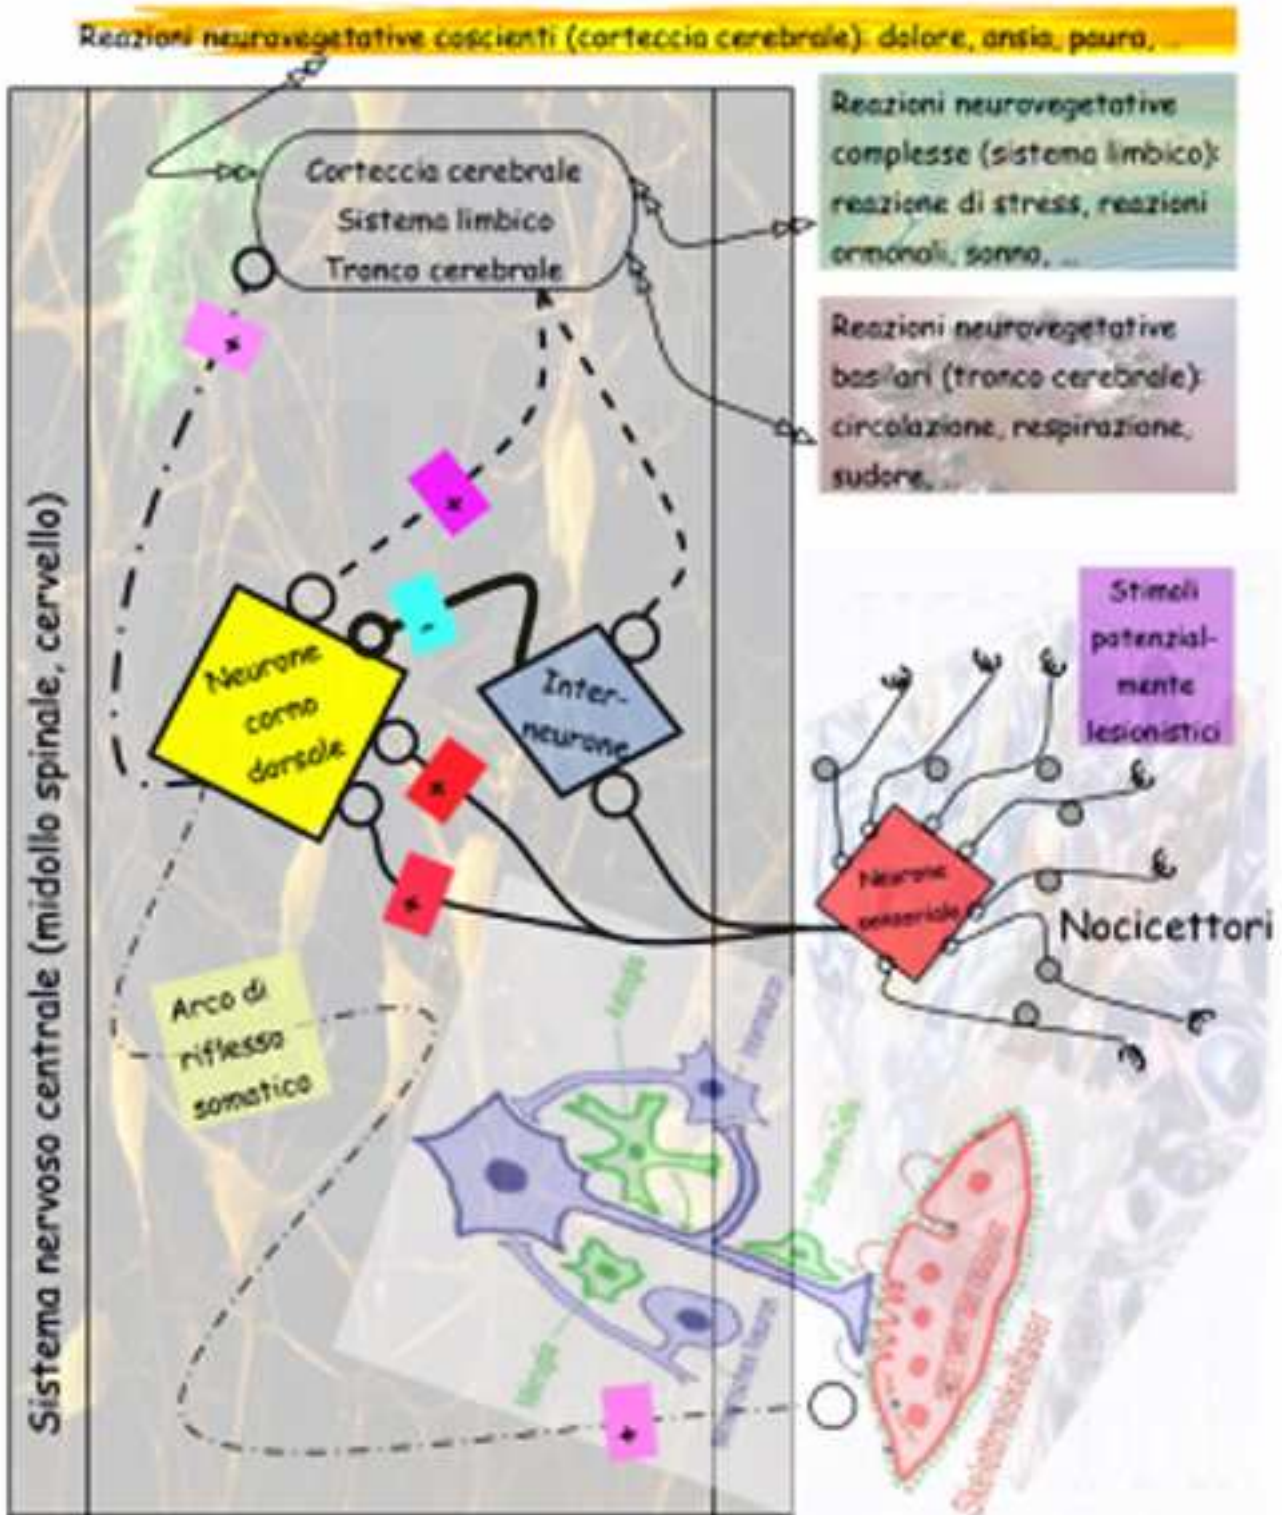 Reazioni neurovegetative coscienti (corteccia cerebrale): dolore, ansia, paura, ...
Reazioni neurovegetative
complesse (sistema limbico):
reazione di stress, reazioni
ormonali, sonno, ...
Corteccia cerebrale
Sistema limbico
Tronco cerebrale
Reazioni neurovegetative
basilari (tronco cerebrale):
circolazione, respirazione,
sudore,
+
+
-
Sistema nervoso centrale (midollo spinale, cervello)
Neurone
corno
dorsale
Inter-
neurone
Stimoli
potenzial-
mente
lesionistici
+
+
Neurone
sensoriale
Nocicettori
Arco di
riflesso
somatico
+
Skelettmuskelfaser